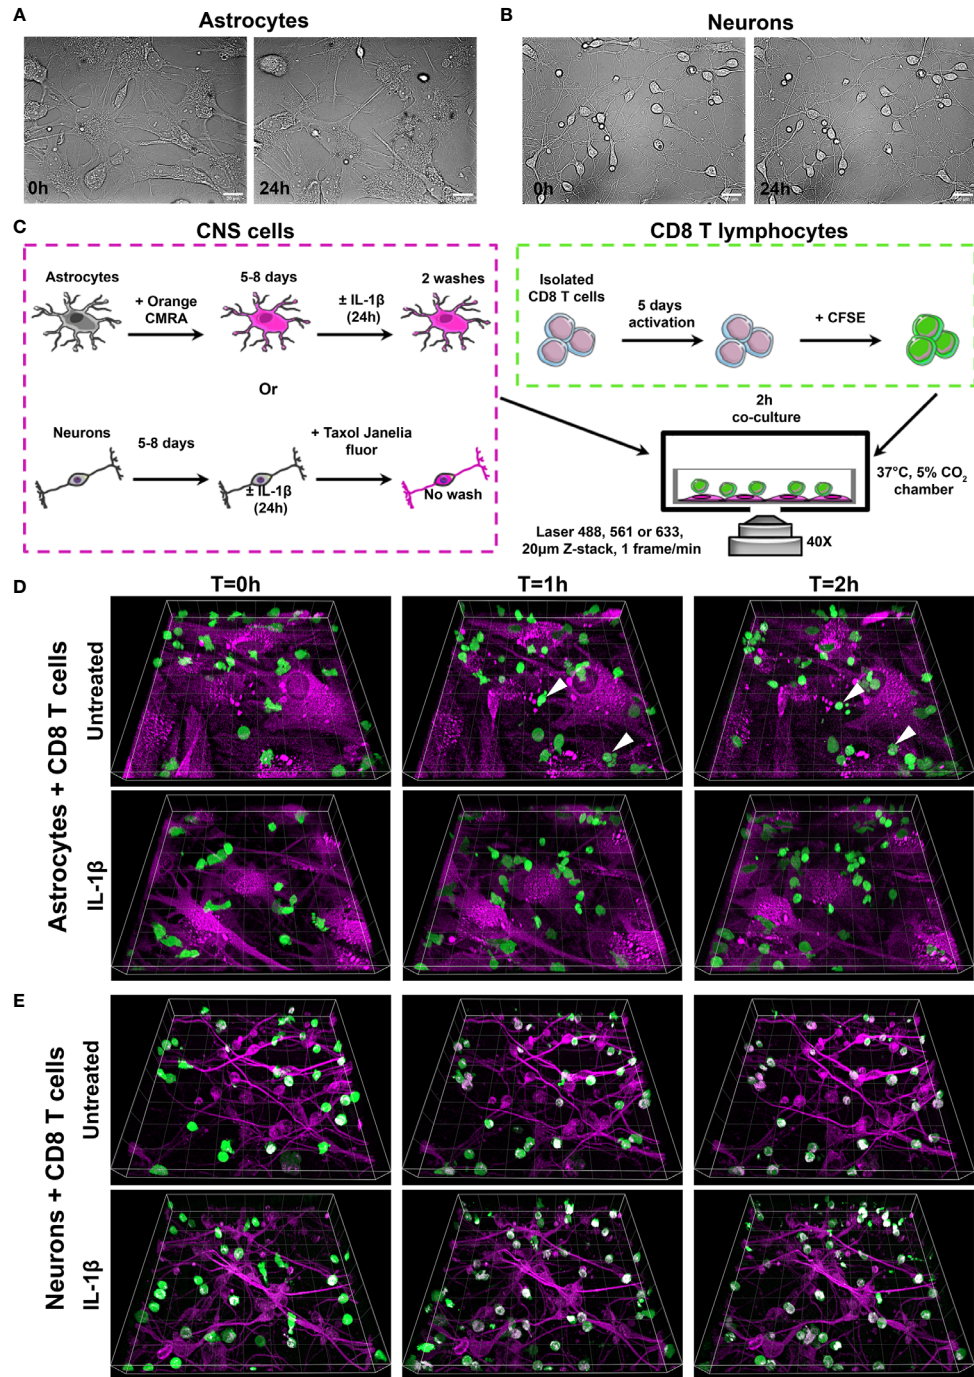 A
Astrocytes
0h
24h
B
Neurons
0h
24h
C
CNS cells
Astrocytes
+ Orange
CMRA
5-8 days
± IL-1β
(24h)
2 washes
Or
Neurons
5-8 days
± IL-1β
(24h)
+ Taxol Janelia
fluor
No wash
CD8 T lymphocytes
Isolated
CD8 T cells
5 days
activation
+ CFSE
2h
co-culture
37°C, 5% CO₂
chamber
Laser 488, 561 or 633,
20µm Z-stack, 1 frame/min
40X
D
T=0h
T=1h
T=2h
Astrocytes + CD8 T cells
Untreated
IL-1β
E
Neurons + CD8 T cells
Untreated
IL-1β